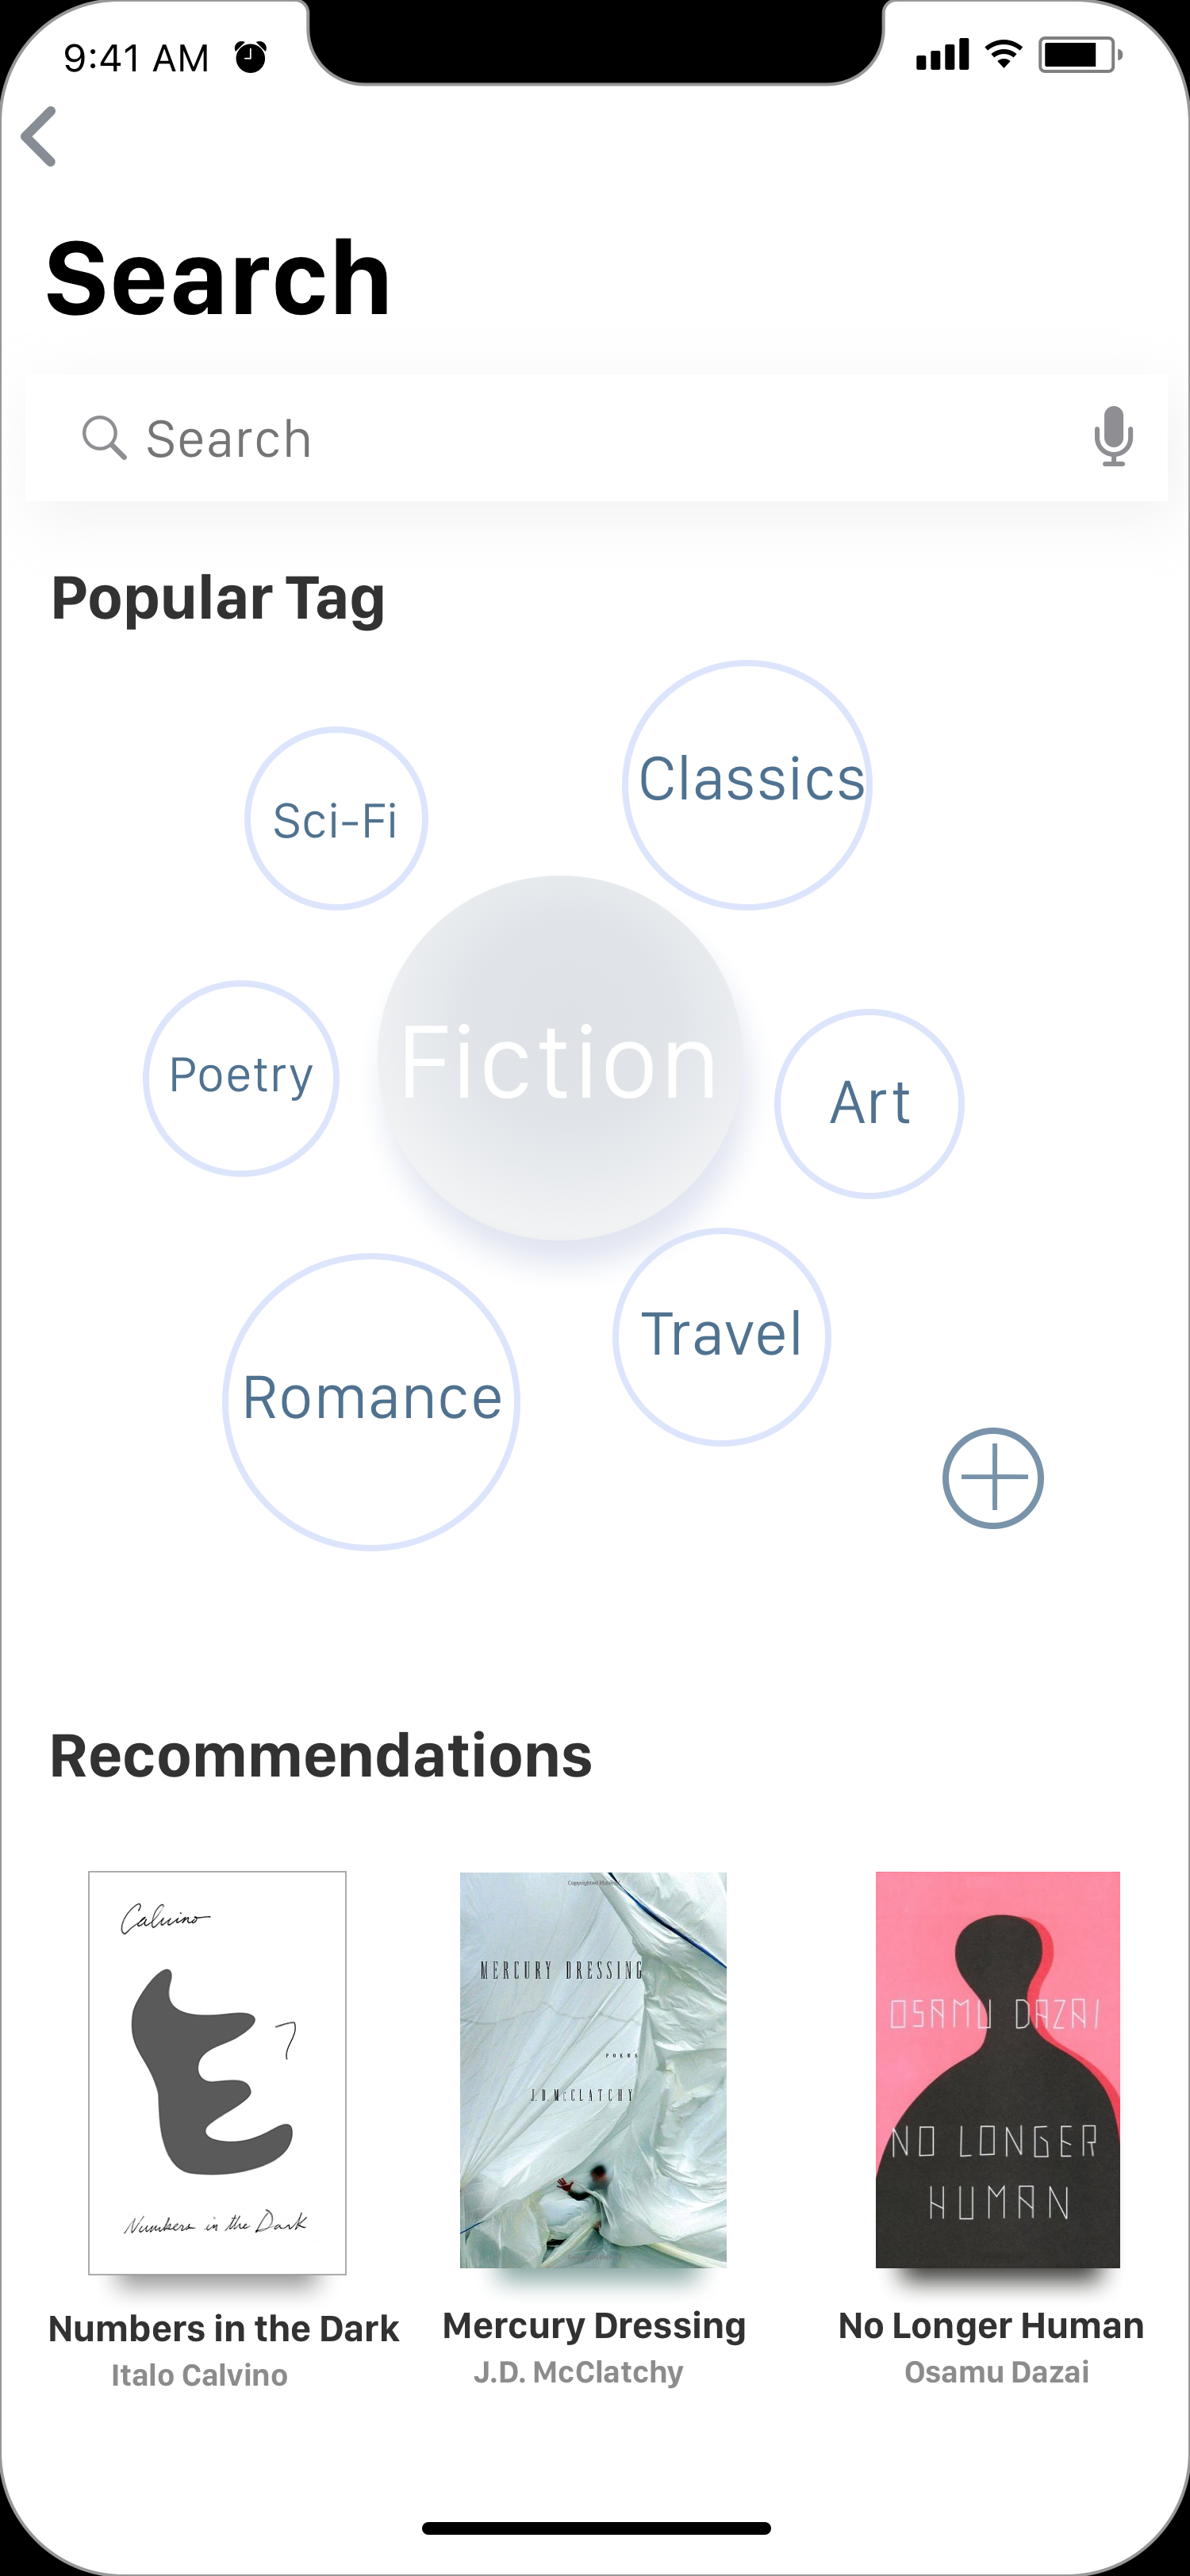 9:41 AM
Search
Search
Popular Tag
Classics
Sci-Fi
Fiction
Poetry
Art
Travel
Romance
Recommendations
Calvino
7
Numbers in the Dark
MERCURY DRESSING
POEMS
J.D. McCLATCHY
OSAMU DAZAI
NO LONGER
HUMAN
Numbers in the Dark
Italo Calvino
Mercury Dressing
J.D. McClatchy
No Longer Human
Osamu Dazai